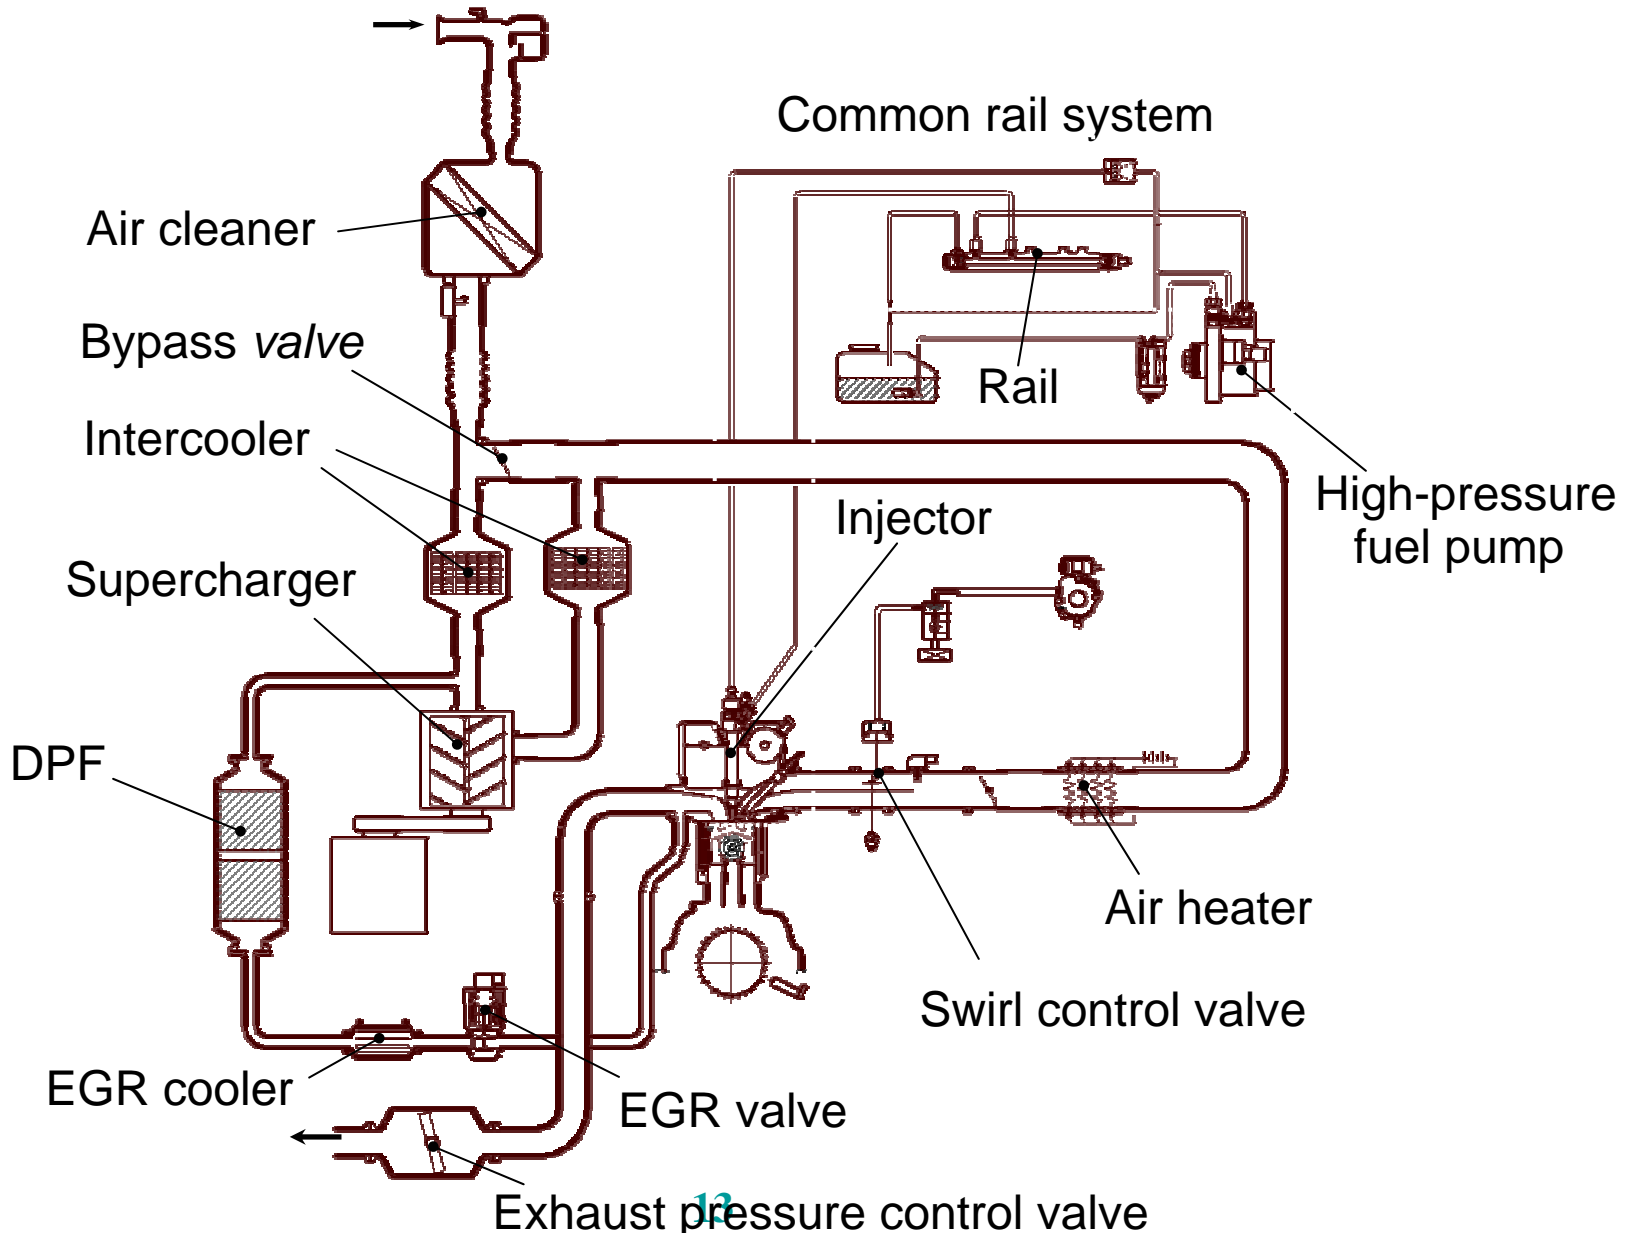 Common rail system
Air cleaner
Bypass valve
Rail
Intercooler
High-pressure
fuel pump
Injector
Supercharger
DPF
Air heater
Swirl control valve
EGR cooler
EGR valve
Exhaust pressure control valve
13